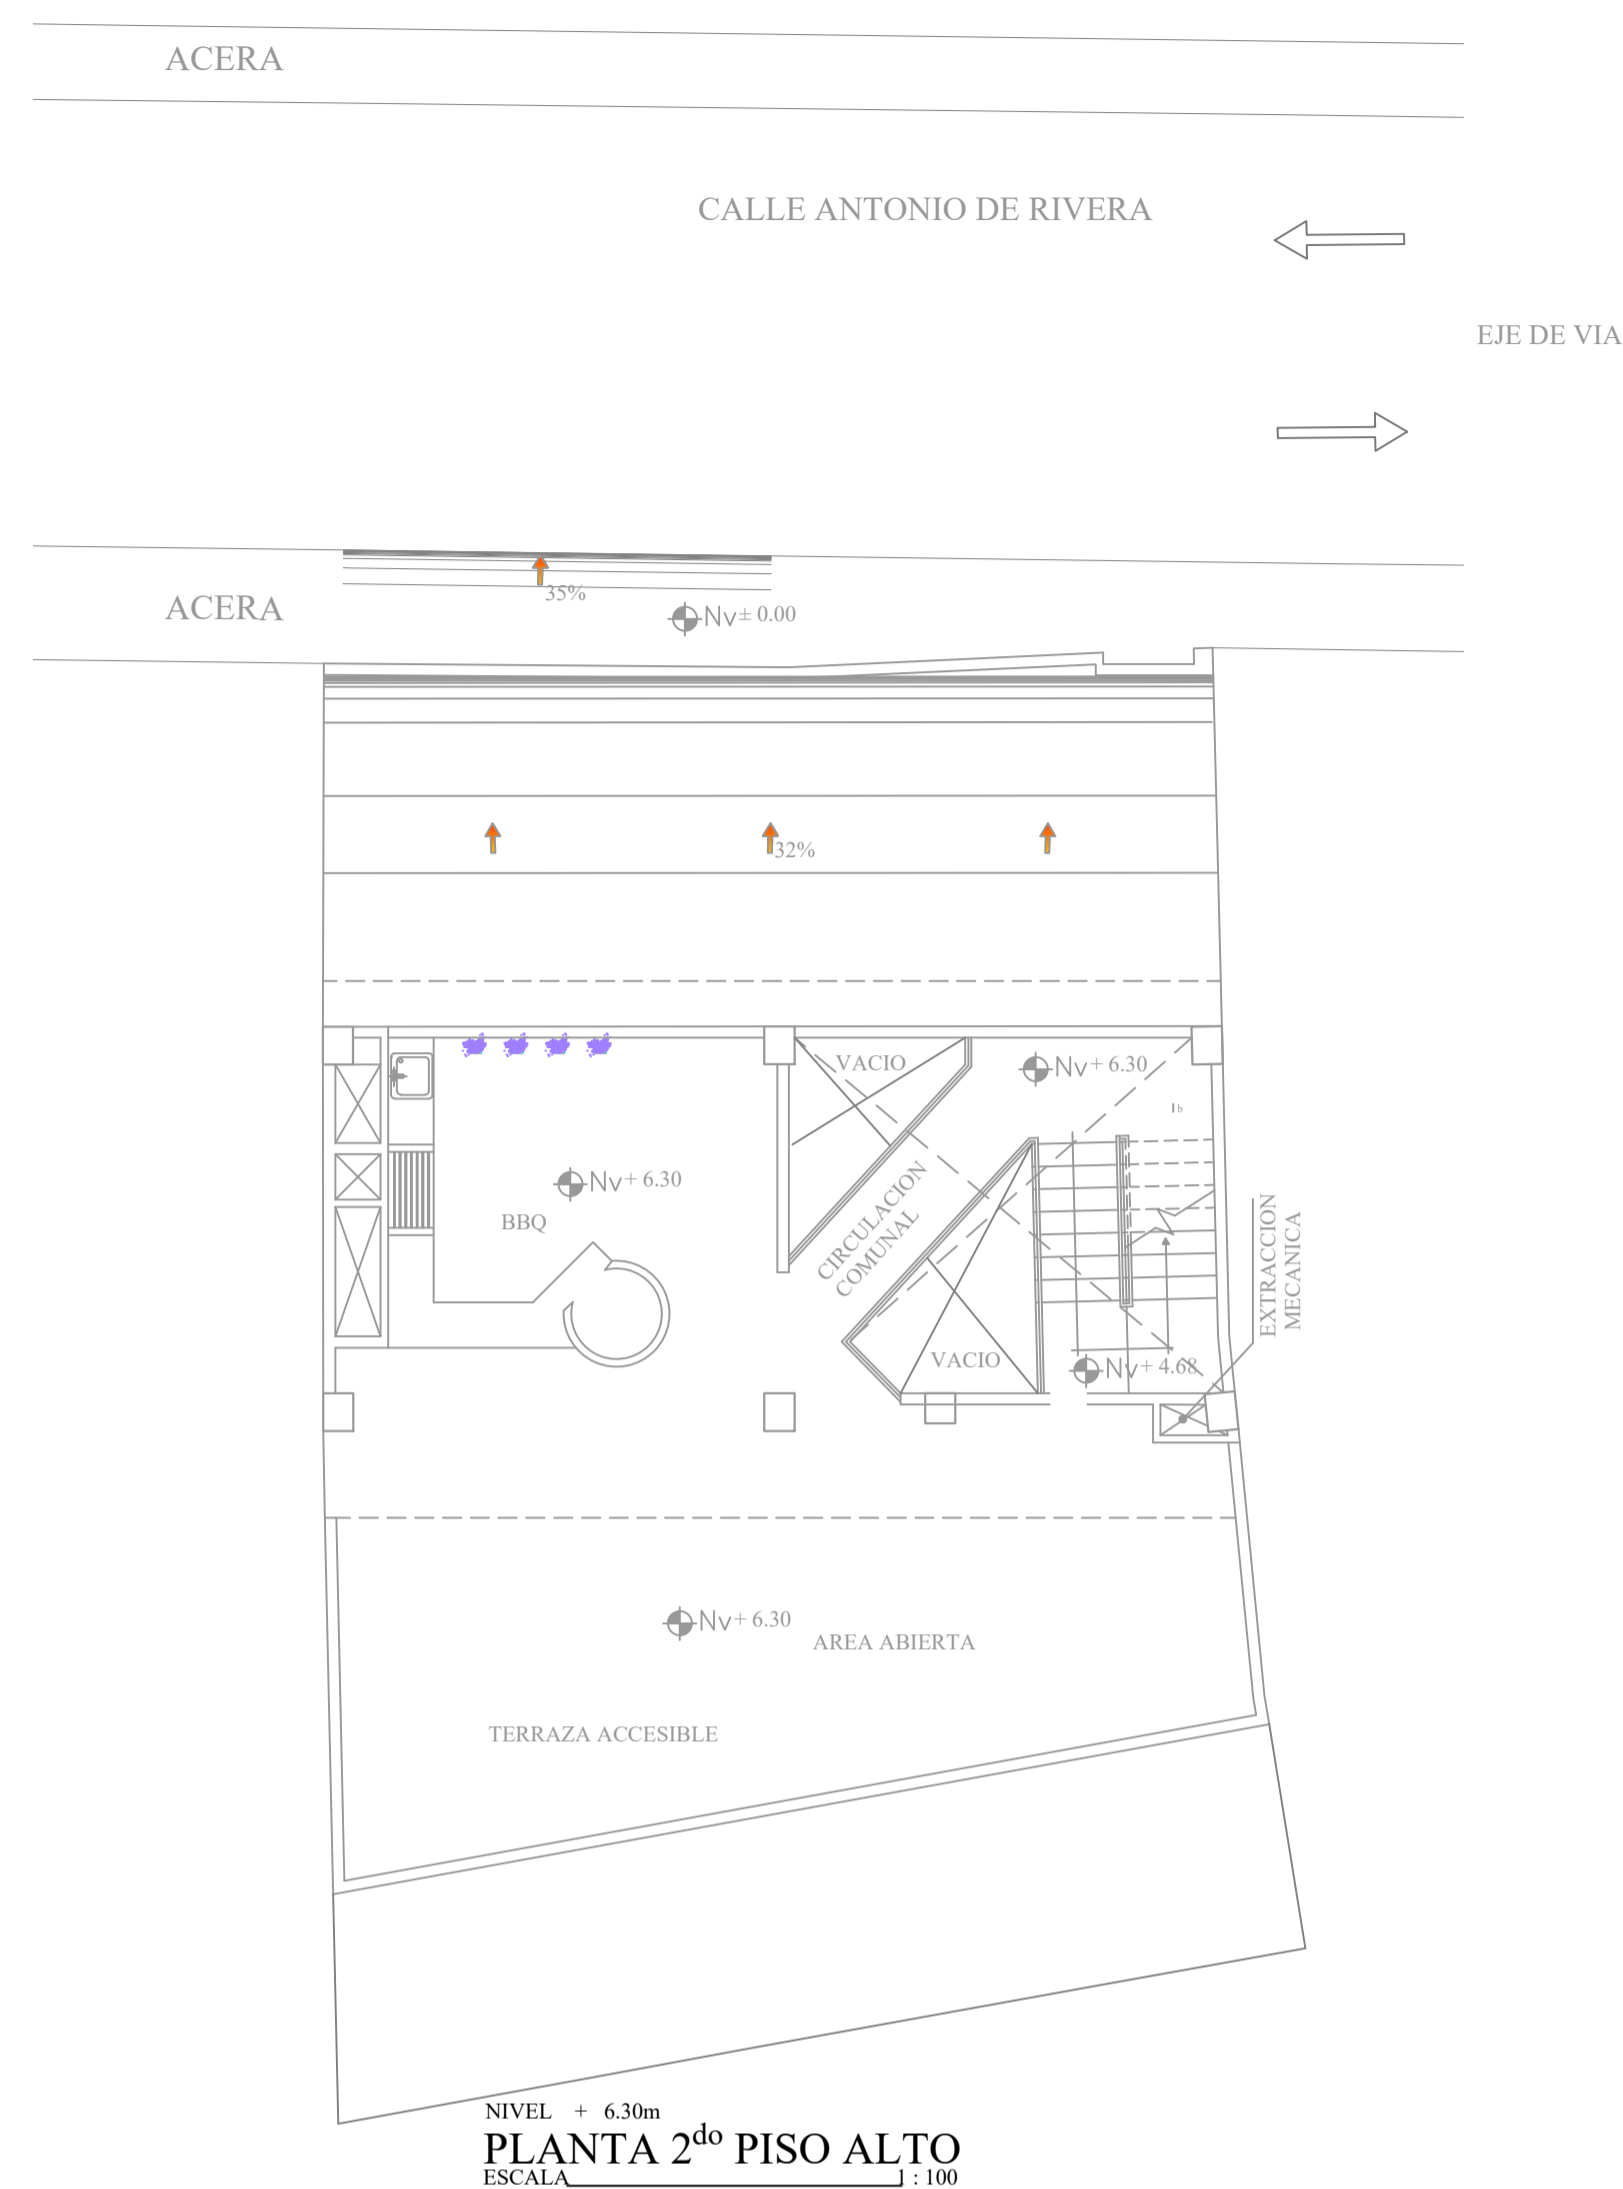 ACERA
CALLE ANTONIO DE RIVERA
EJE DE VIA
35%
ACERA
Nv ± 0.00
32%
VACIO
Nv + 6.30
Nv + 6.30
BBQ
CIRCULACION
COMUNAL
EXTRACCION
MECANICA
VACIO
Nv + 4.68
Nv + 6.30
AREA ABIERTA
TERRAZA ACCESIBLE
NIVEL + 6.30m
PLANTA 2do PISO ALTO
ESCALA 1 : 100